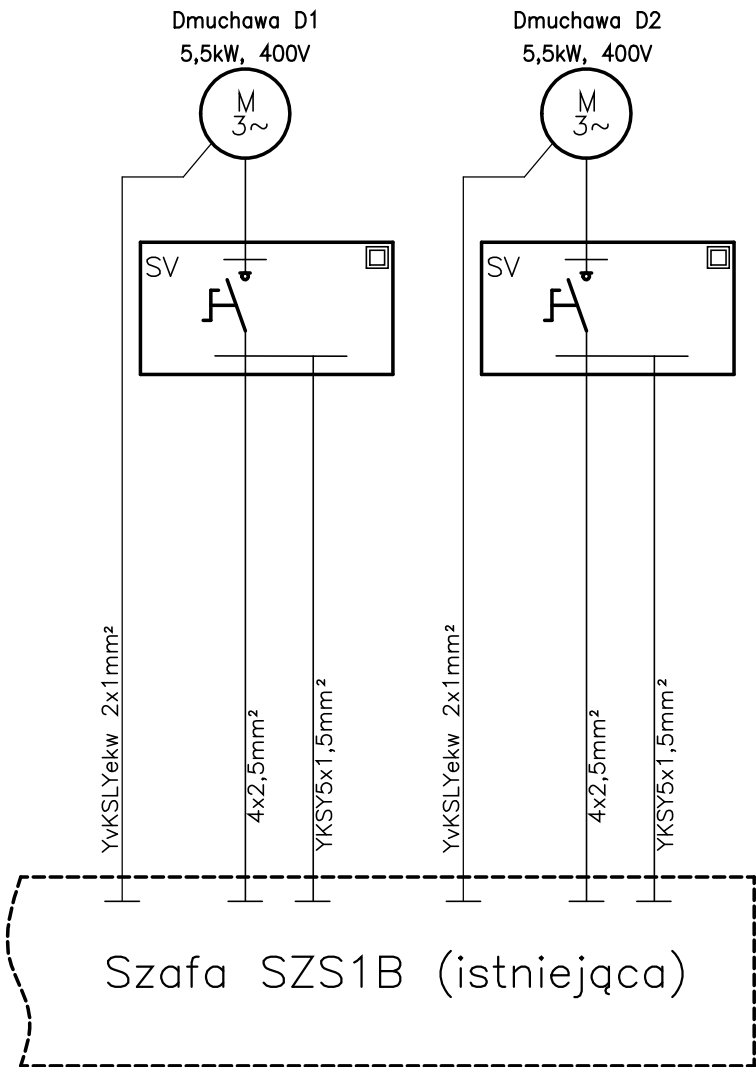 Dmuchawa D1
5,5kW, 400V
M
3~
SV
YvKSLYekw 2x1mm²
4x2,5mm²
YKSY5x1,5mm²
Dmuchawa D2
5,5kW, 400V
M
3~
SV
YvKSLYekw 2x1mm²
4x2,5mm²
YKSY5x1,5mm²
Szafa SZS1B (istniejąca)